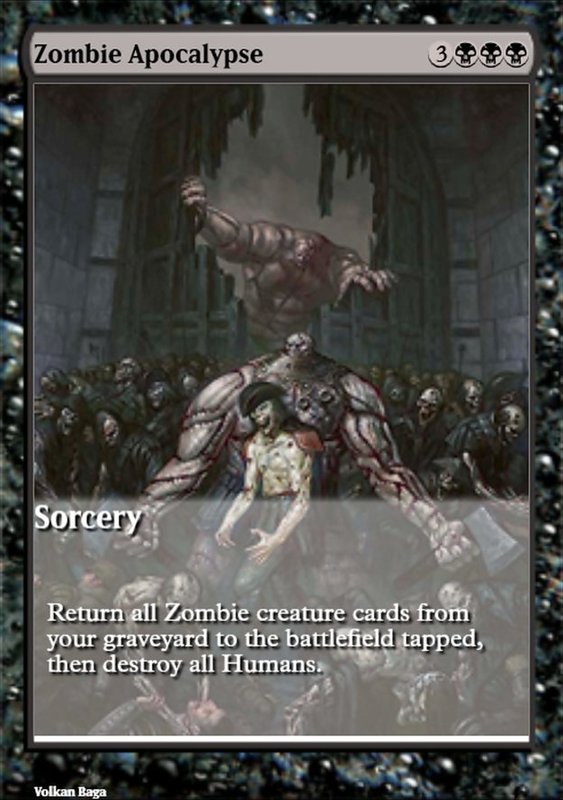 Zombie Apocalypse 3
Sorcery
Return all Zombie creature cards from
your graveyard to the battlefield tapped,
then destroy all Humans.
Volkan Baga